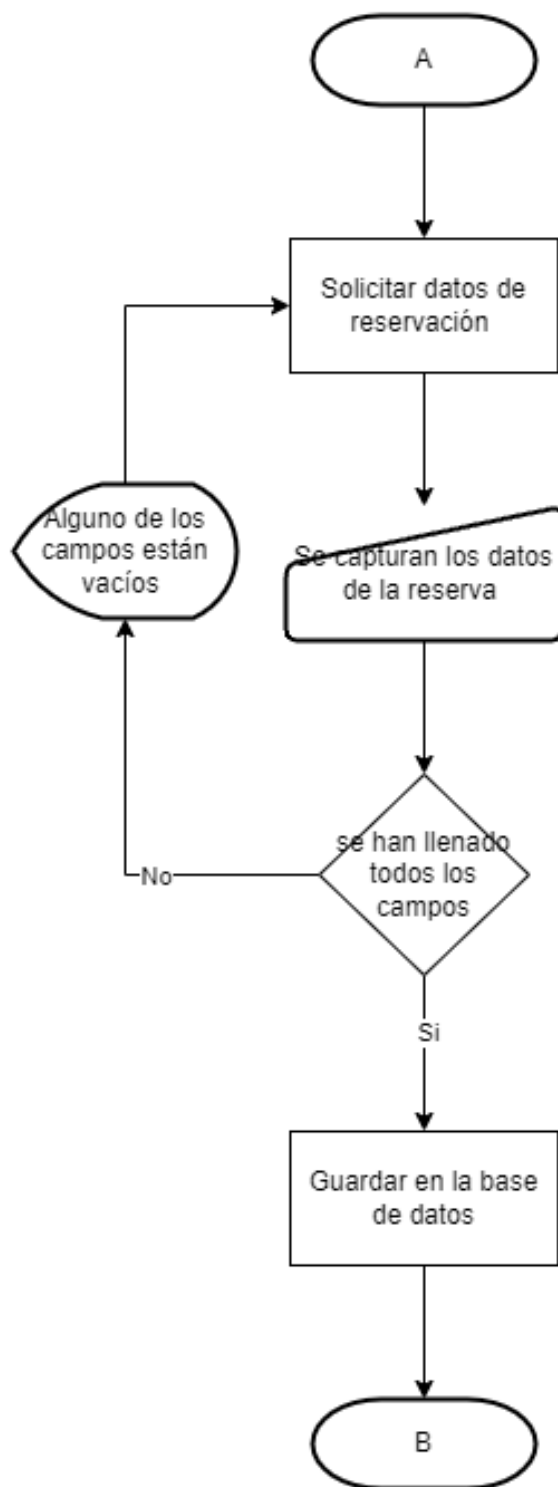 A
Solicitar datos de
reservación
Alguno de los
campos están
vacíos
Se capturan los datos
de la reserva
se han llenado
todos los
campos
No
Si
Guardar en la base
de datos
B